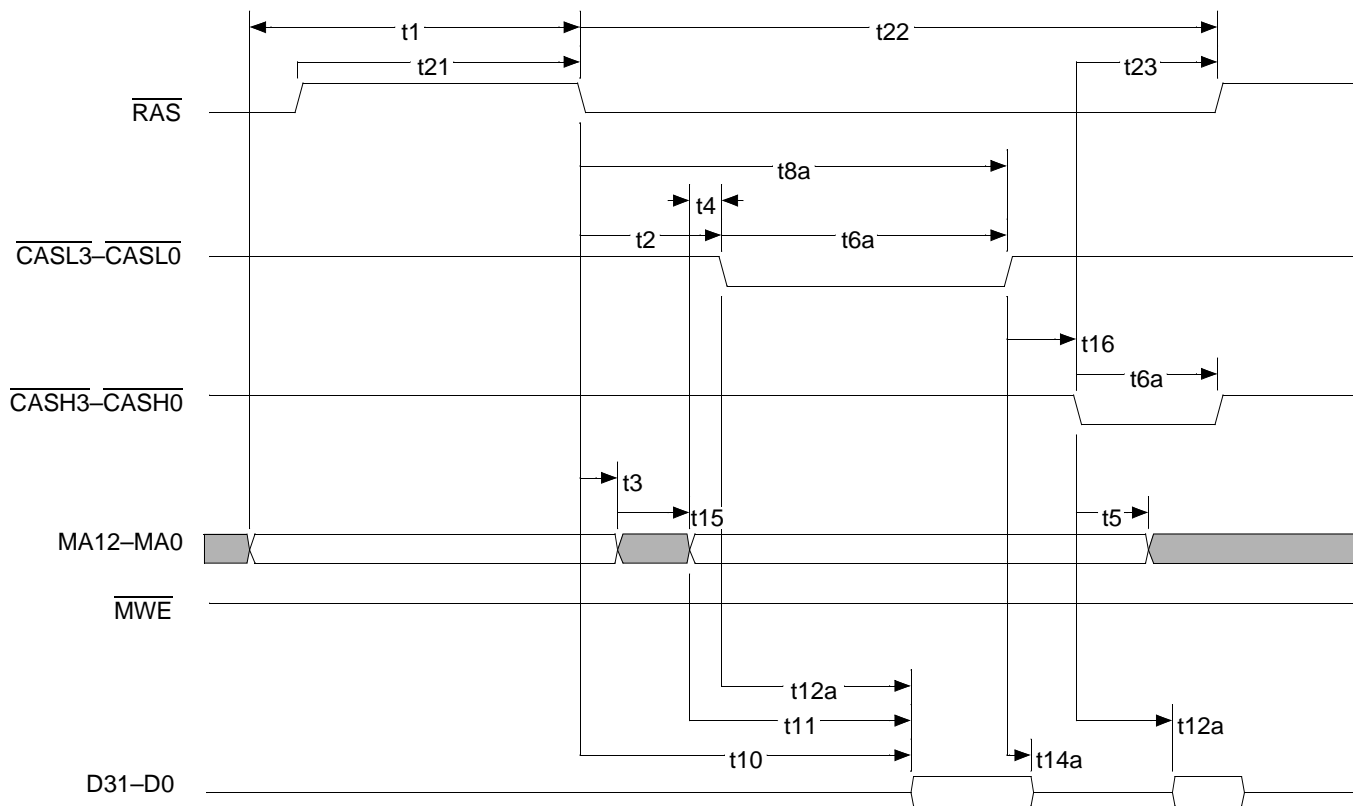 t1
t22
t21
t23
RAS
t8a
t4
t2
t6a
CASL3–CASL0
t16
t6a
CASH3–CASH0
t3
t15
t5
MA12–MA0
MWE
t12a
t11
t12a
t10
t14a
D31–D0